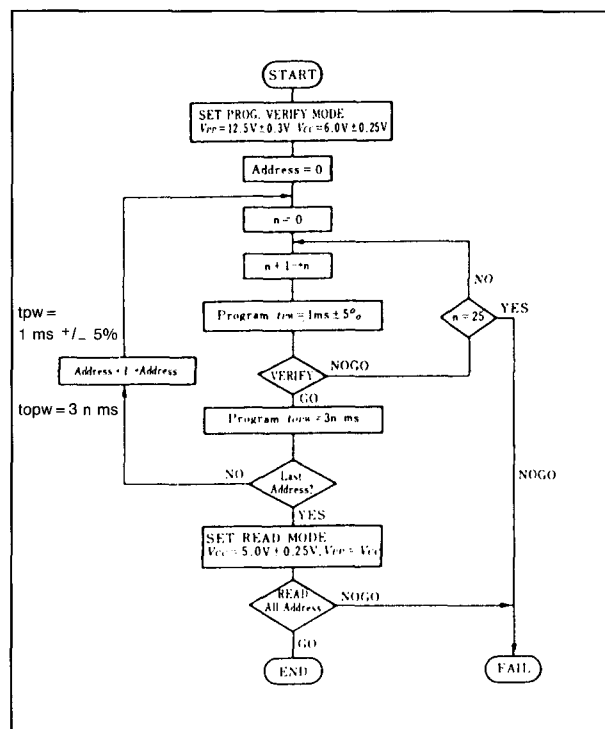 START
SET PROG. VERIFY MODE
VPP=12.5V±0.3V VCC=6.0V±0.25V
Address = 0
n = 0
n + 1→n
NO
Program tPW=1ms±5%
n = 25
YES
tpw=
1 ms +/_ 5%
VERIFY
NOGO
Address + 1→Address
GO
topw=3 n ms
Program tOPW=3n ms
NO
Last
Address?
NOGO
YES
SET READ MODE
VCC=5.0V±0.25V, VPP=VCC
READ
All Address
NOGO
GO
END
FAIL